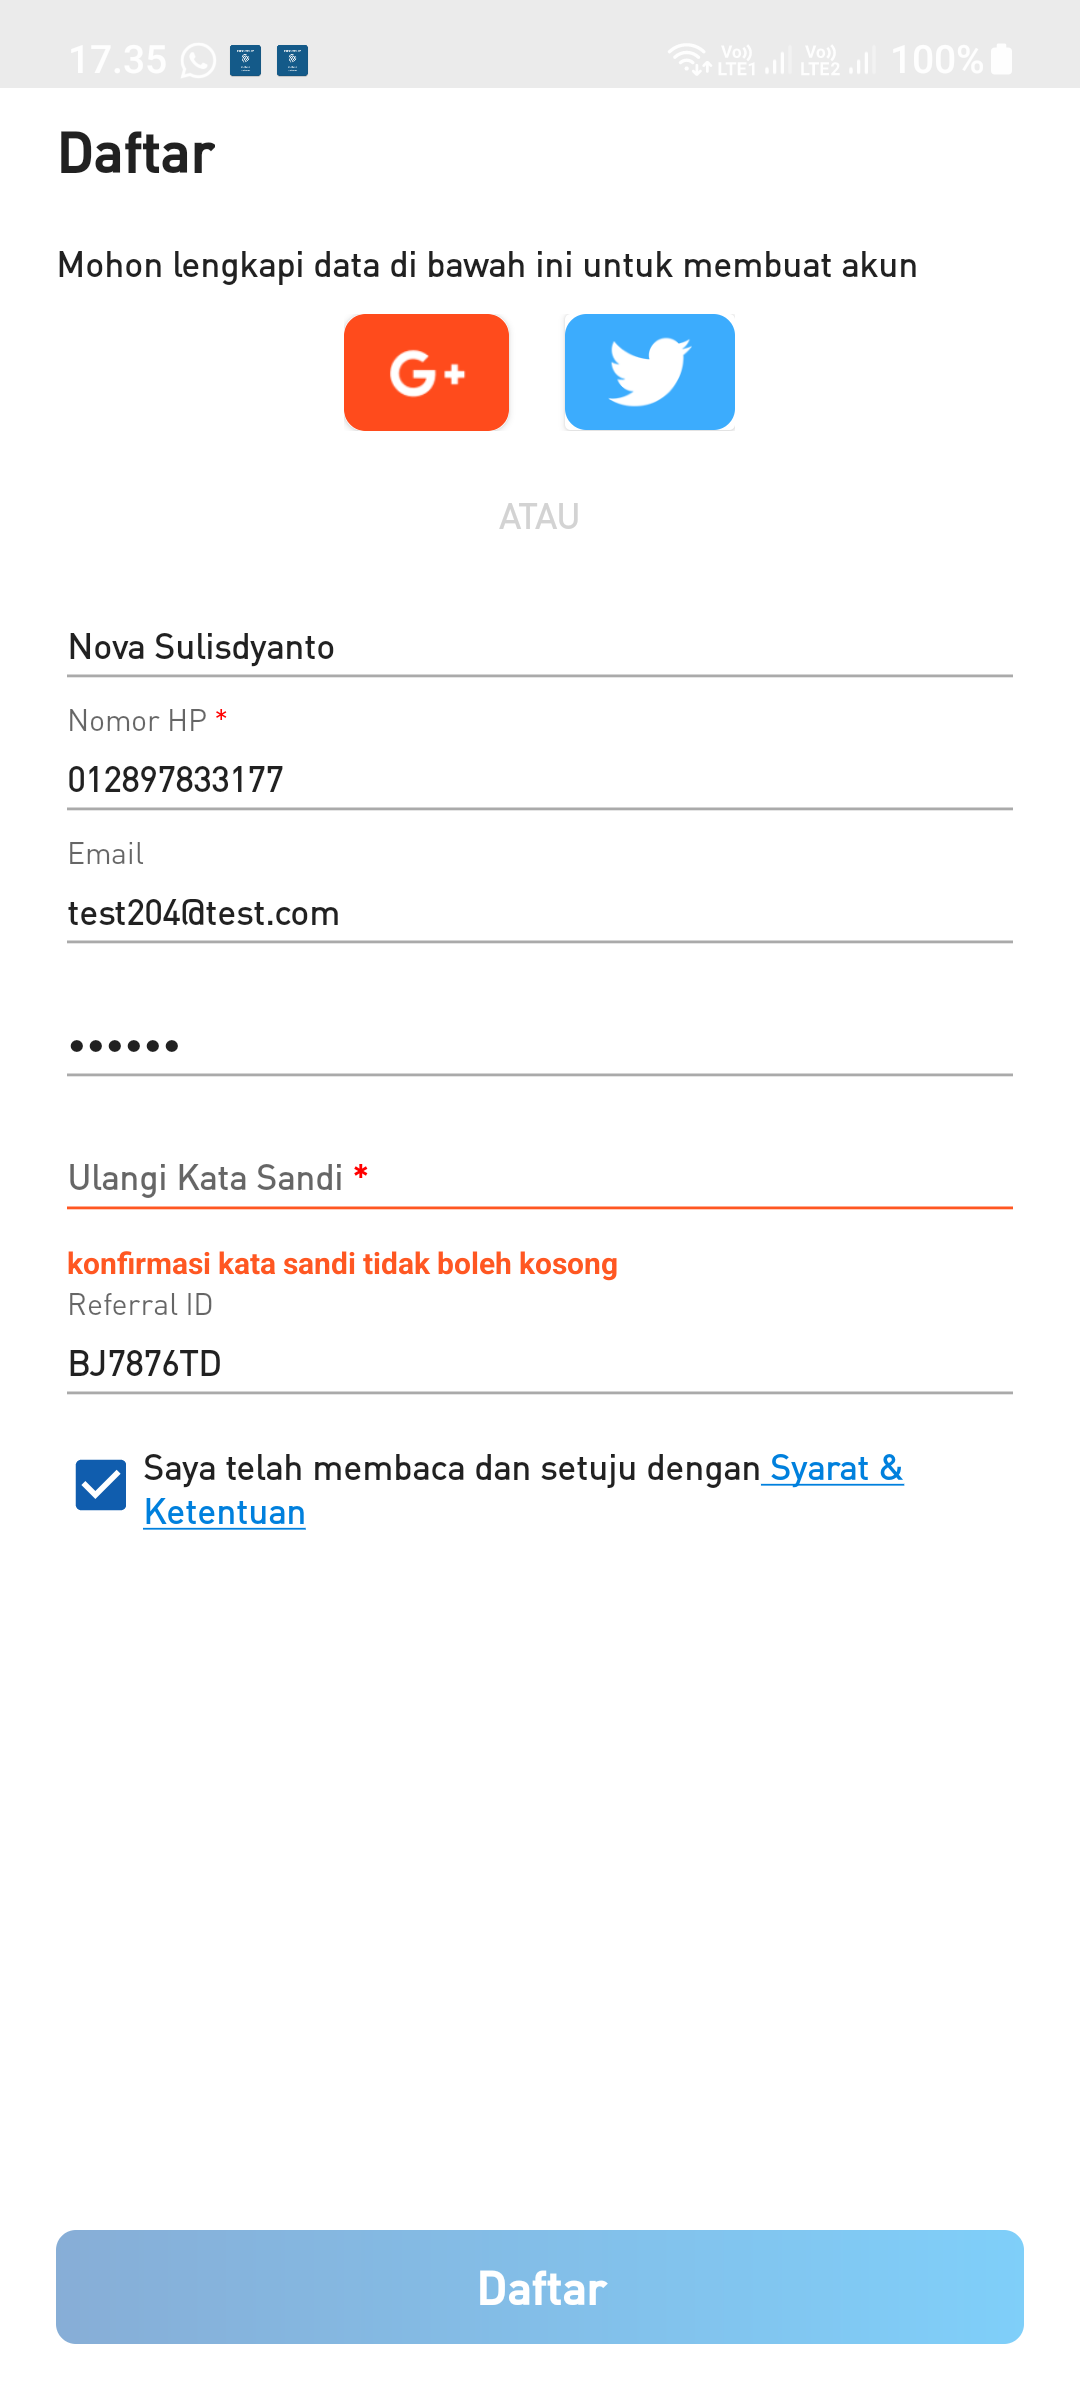 17.35
Vo)) LTE1 Vo)) LTE2 100%
Daftar
Mohon lengkapi data di bawah ini untuk membuat akun
G+
ATAU
Nova Sulisdyanto
Nomor HP *
012897833177
Email
test204@test.com
••••••
Ulangi Kata Sandi *
konfirmasi kata sandi tidak boleh kosong
Referral ID
BJ7876TD
Saya telah membaca dan setuju dengan Syarat &
Ketentuan
Daftar